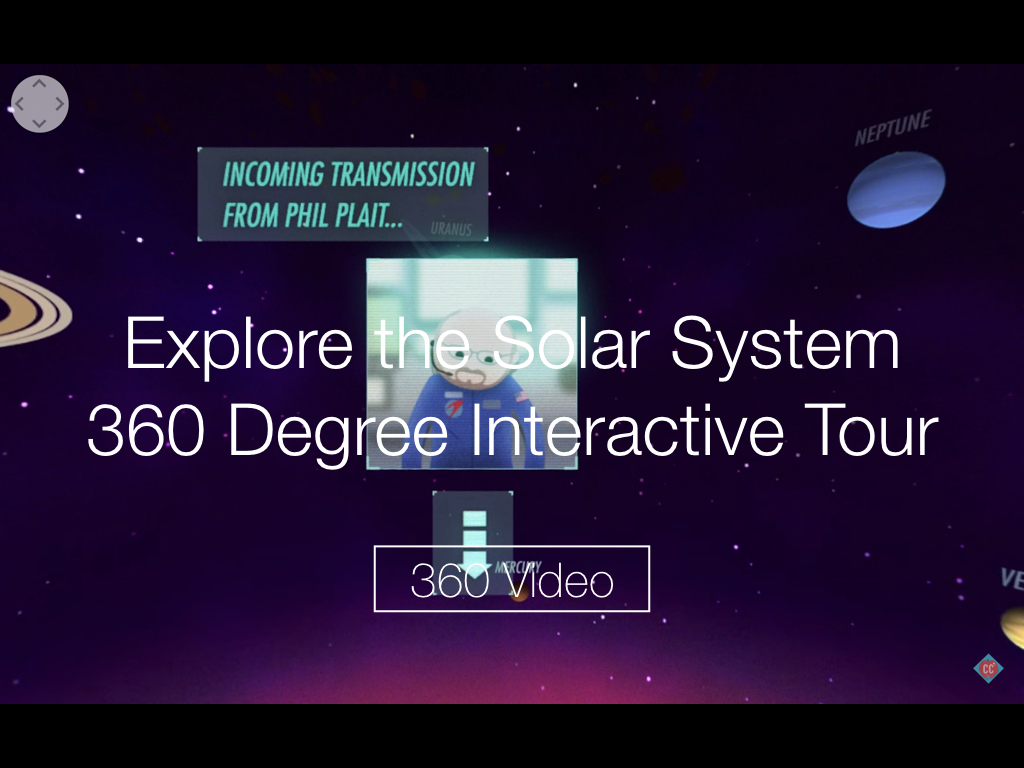 NEPTUNE
INCOMING TRANSMISSION
FROM PHIL PLAIT...
URANUS
Explore the Solar System
360 Degree Interactive Tour
MERCURY
360 Video
VE
CC